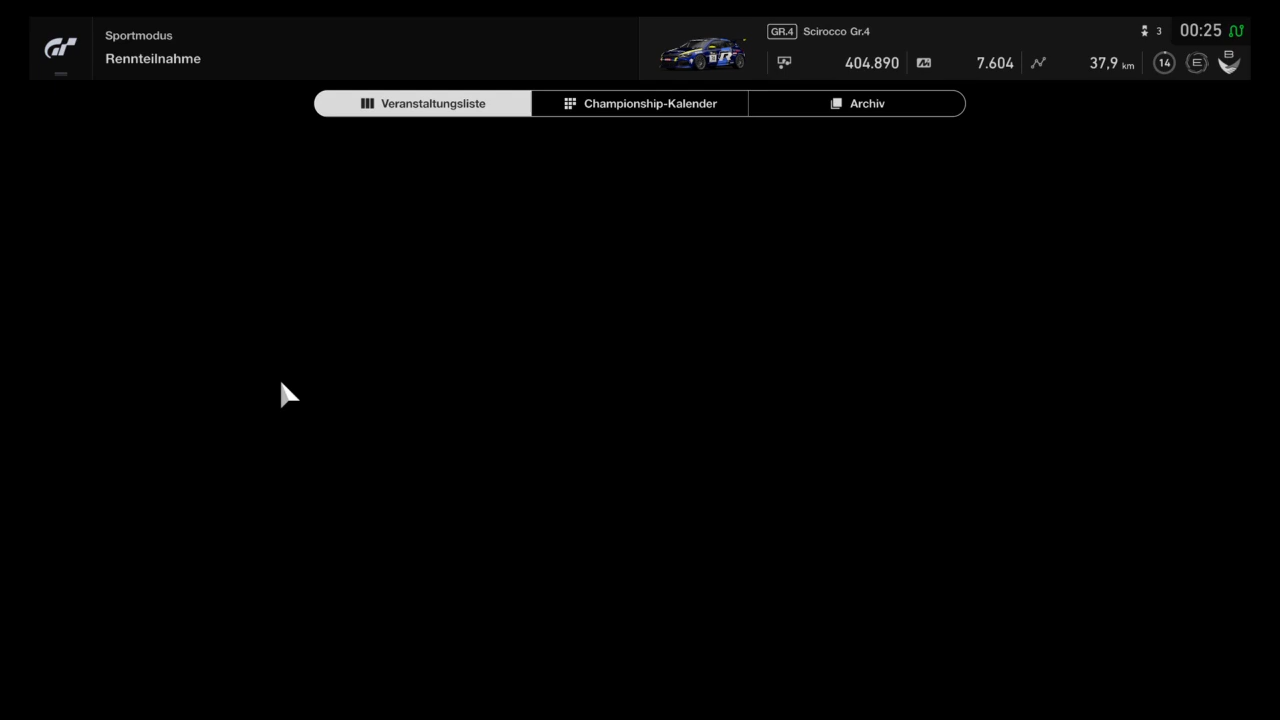 Sportmodus
Rennteilnahme
GR.4 Scirocco Gr.4
3
00:25
404.890
7.604
37,9 km
14
E
B
Veranstaltungsliste
Championship-Kalender
Archiv